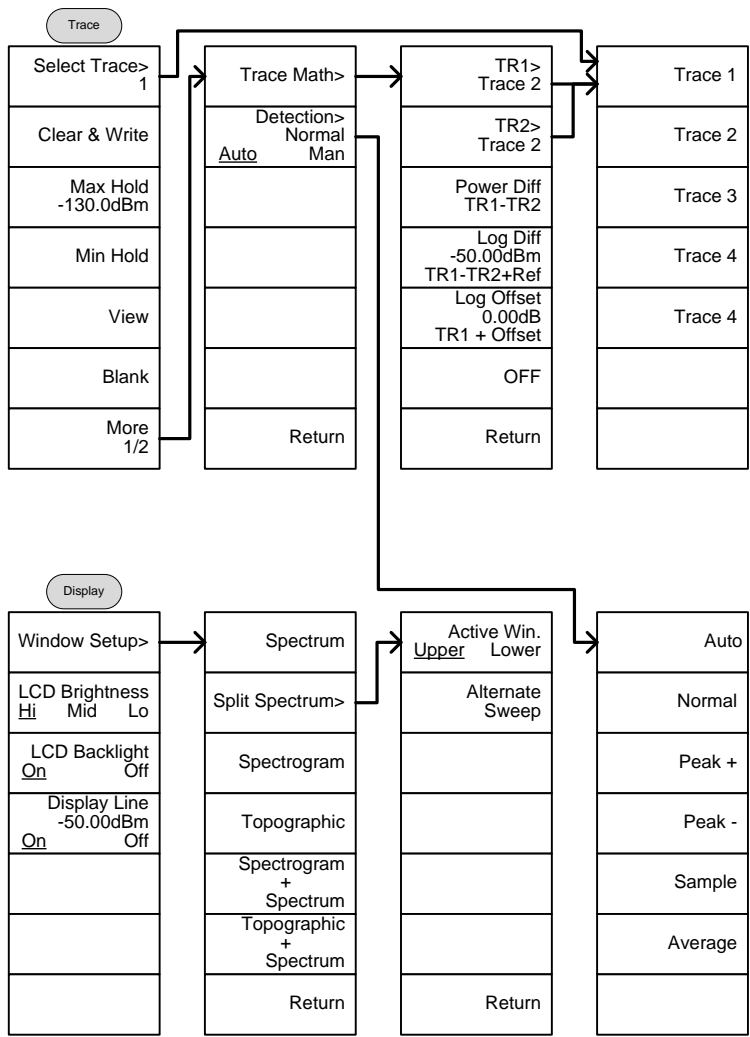 Trace
Select Trace>
1
Clear & Write
Max Hold
-130.0dBm
Min Hold
View
Blank
More
1/2
Trace Math>
Detection>
Normal
Auto Man
Return
TR1>
Trace 2
TR2>
Trace 2
Power Diff
TR1-TR2
Log Diff
-50.00dBm
TR1-TR2+Ref
Log Offset
0.00dB
TR1 + Offset
OFF
Return
Trace 1
Trace 2
Trace 3
Trace 4
Trace 4
Display
Window Setup>
LCD Brightness
Hi Mid Lo
LCD Backlight
On Off
Display Line
-50.00dBm
On Off
Spectrum
Split Spectrum>
Spectrogram
Topographic
Spectrogram
+
Spectrum
Topographic
+
Spectrum
Return
Active Win.
Upper Lower
Alternate
Sweep
Return
Auto
Normal
Peak +
Peak -
Sample
Average